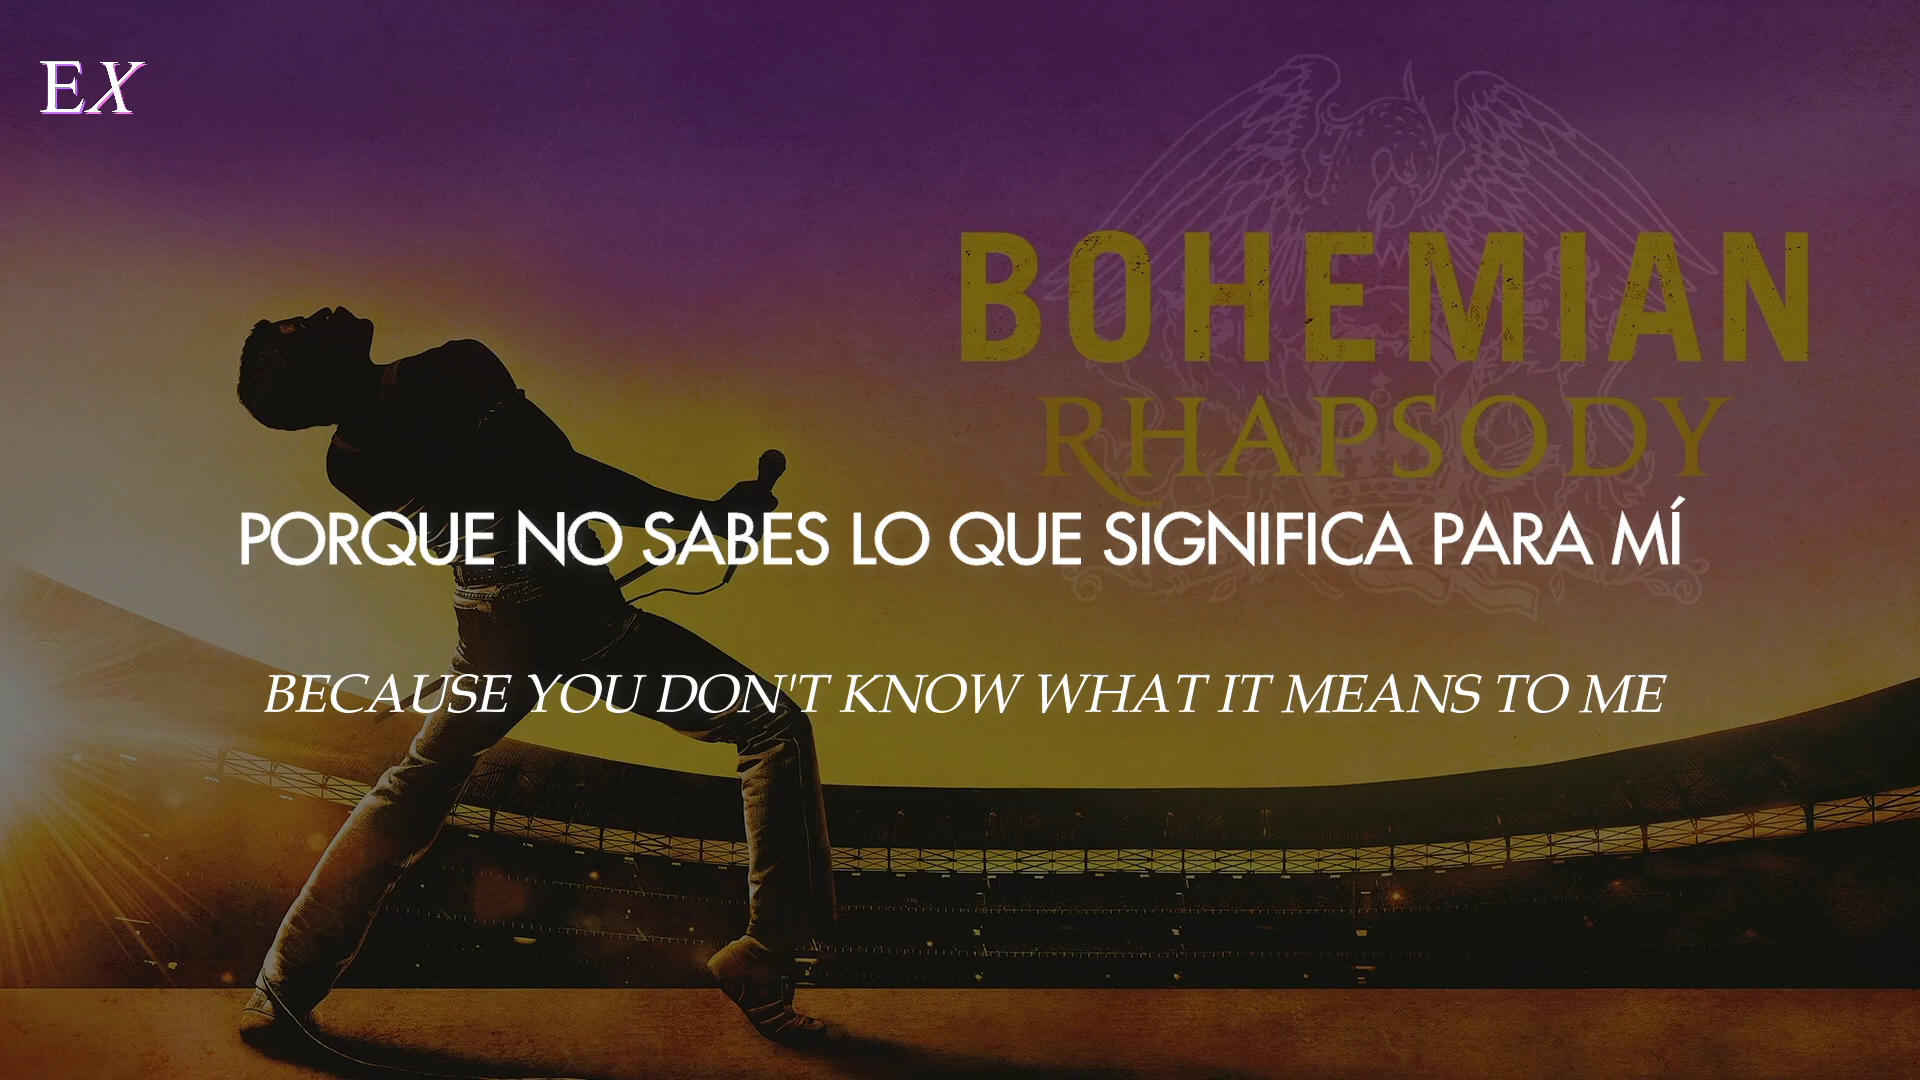 EX
BOHEMIAN
RHAPSODY
PORQUE NO SABES LO QUE SIGNIFICA PARA MÍ
BECAUSE YOU DON'T KNOW WHAT IT MEANS TO ME